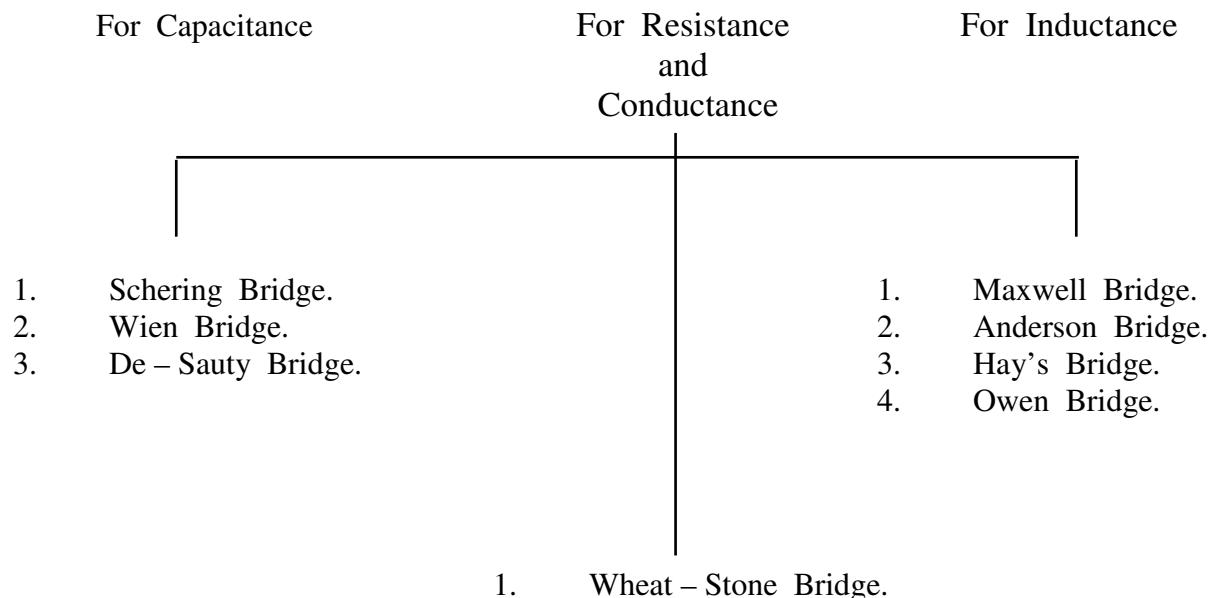 For Capacitance
For Resistance
and
Conductance
For Inductance
1. Schering Bridge.
2. Wien Bridge.
3. De – Sauty Bridge.
1. Maxwell Bridge.
2. Anderson Bridge.
3. Hay’s Bridge.
4. Owen Bridge.
1. Wheat – Stone Bridge.